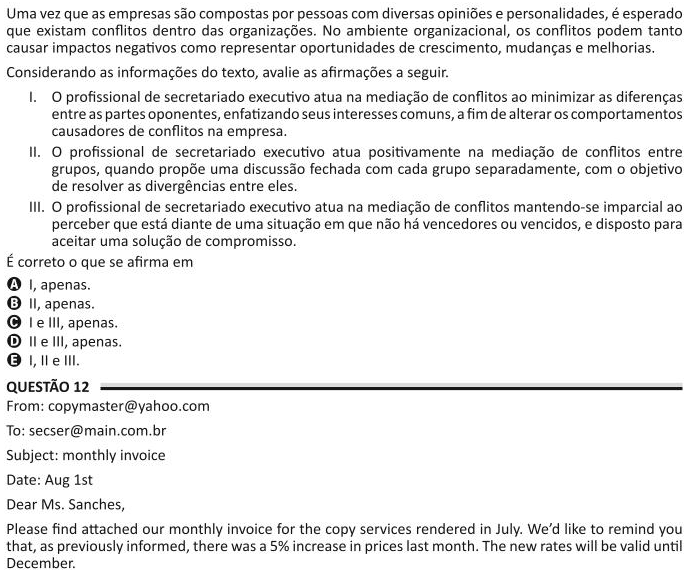 Uma vez que as empresas são compostas por pessoas com diversas opiniões e personalidades, é esperado
que existam conflitos dentro das organizações. No ambiente organizacional, os conflitos podem tanto
causar impactos negativos como representar oportunidades de crescimento, mudanças e melhorias.
Considerando as informações do texto, avalie as afirmações a seguir.
I. O profissional de secretariado executivo atua na mediação de conflitos ao minimizar as diferenças
entre as partes oponentes, enfatizando seus interesses comuns, a fim de alterar os comportamentos
causadores de conflitos na empresa.
II. O profissional de secretariado executivo atua positivamente na mediação de conflitos entre
grupos, quando propõe uma discussão fechada com cada grupo separadamente, com o objetivo
de resolver as divergências entre eles.
III. O profissional de secretariado executivo atua na mediação de conflitos mantendo-se imparcial ao
perceber que está diante de uma situação em que não há vencedores ou vencidos, e disposto para
aceitar uma solução de compromisso.
É correto o que se afirma em
A I, apenas.
B II, apenas.
C I e III, apenas.
D II e III, apenas.
E I, II e III.
QUESTÃO 12
From: copymaster@yahoo.com
To: secser@main.com.br
Subject: monthly invoice
Date: Aug 1st
Dear Ms. Sanches,
Please find attached our monthly invoice for the copy services rendered in July. We'd like to remind you
that, as previously informed, there was a 5% increase in prices last month. The new rates will be valid until
December.